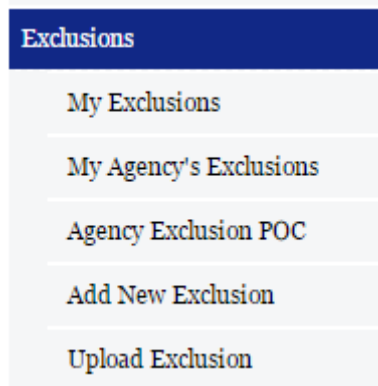 Exclusions
My Exclusions
My Agency's Exclusions
Agency Exclusion POC
Add New Exclusion
Upload Exclusion